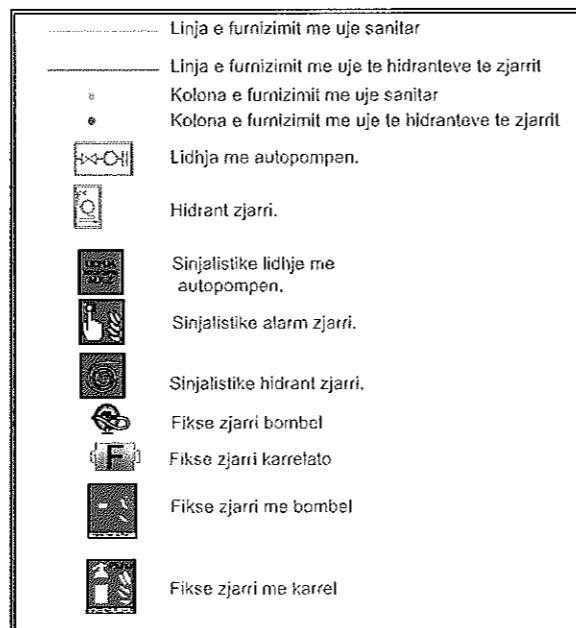 Linja e furnizimit me uje sanitar
Linja e furnizimit me uje te hidranteve te zjarrit
Kolona e furnizimit me uje sanitar
Kolona e furnizimit me uje te hidranteve te zjarrit
Lidhja me autopompen.
Hidrant zjarri.
Sinjalistike lidhje me
autopompen.
Sinjalistike alarm zjarri.
Sinjalistike hidrant zjarri.
Fikse zjarri bombel
F
Fikse zjarri karrelato
Fikse zjarri me bombel
Fikse zjarri me karrel